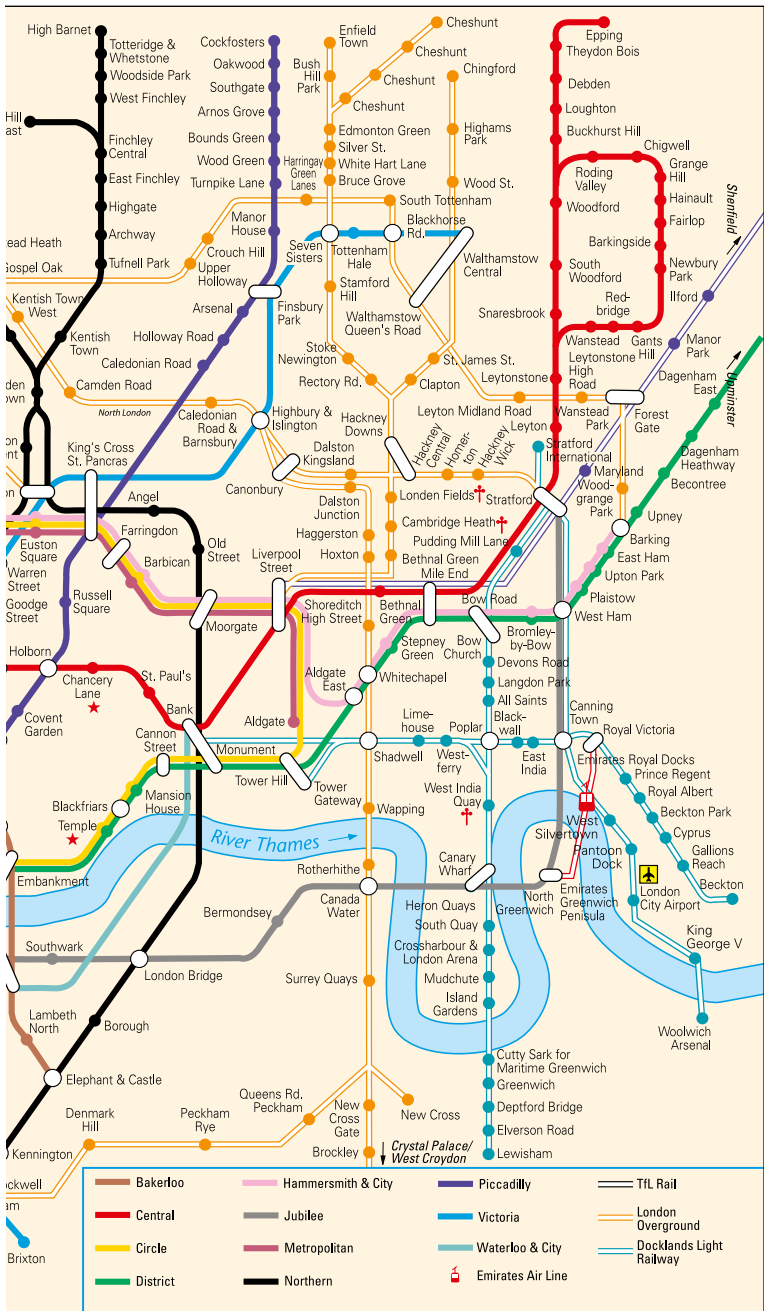 High Barnet
Totteridge &
Whetstone
Woodside Park
West Finchley
Hill
ast
Finchley
Central
East Finchley
Highgate
Archway
Tufnell Park
ead Heath
Gospel Oak
Kentish Town
West
Kentish
Town
den
own
Camden Road
North London
Cockfosters
Oakwood
Southgate
Arnos Grove
Bounds Green
Wood Green
Turnpike Lane
Harringay
Green
Lanes
Manor
House
Crouch Hill
Upper
Holloway
Arsenal
Finsbury
Park
Holloway Road
Caledonian Road
Caledonian
Road &
Barnsbury
Highbury &
Islington
Canonbury
Enfield
Town
Bush
Hill
Park
Cheshunt
Cheshunt
Cheshunt
Cheshunt
Chingford
Edmonton Green
Silver St.
White Hart Lane
Bruce Grove
Highams
Park
Wood St.
South Tottenham
Blackhorse
Rd.
Seven
Sisters
Tottenham
Hale
Walthamstow
Central
Stamford
Hill
Walthamstow
Queen's Road
Stoke
Newington
St. James St.
Rectory Rd.
Clapton
Hackney
Downs
Hackney
Central
Homer-
ton
Hackney
Wick
Dalston
Kingsland
Dalston
Junction
Haggerston
Hoxton
Londen Fields
Cambridge Heath
Bethnal Green
Epping
Theydon Bois
Debden
Loughton
Buckhurst Hill
Chigwell
Roding
Valley
Grange
Hill
Hainault
Fairlop
Woodford
Barkingside
Newbury
Park
South
Woodford
Red-
bridge
Snaresbrook
Wanstead
Gants
Hill
Shenfield
Ilford
Manor
Park
Leytonstone
High
Road
Leytonstone
Leyton Midland Road
Wanstead
Park
Forest
Gate
Leyton
Stratford
International
Maryland
Wood-
grange
Park
Stratford
Pudding Mill Lane
Dagenham
East
Upminster
Dagenham
Heathway
Becontree
Upney
Barking
East Ham
Upton Park
Plaistow
West Ham
King's Cross
St. Pancras
on
on
nt
Angel
Old
Street
Farringdon
Barbican
Euston
Square
Warren
Street
Goodge
Street
Russell
Square
Moorgate
Liverpool
Street
Shoreditch
High Street
Bethnal
Green
Mile End
Bow Road
Bow
Church
Bromley-
by-Bow
Stepney
Green
Whitechapel
Aldgate
East
Aldgate
Holborn
Chancery
Lane
St. Paul's
Bank
Covent
Garden
Cannon
Street
Monument
Tower Hill
Tower
Gateway
Mansion
House
Blackfriars
Temple
Embankment
River Thames
Devons Road
Langdon Park
All Saints
Lime-
house
Poplar
Black-
wall
Canning
Town
Royal Victoria
Shadwell
West-
ferry
East
India
Emirates Royal Docks
Prince Regent
Royal Albert
Beckton Park
Cyprus
Gallions
Reach
Beckton
West India
Quay
West
Silvertown
Pantoon
Dock
London
City Airport
King
George V
Woolwich
Arsenal
Wapping
Rotherhithe
Canada
Water
Bermondsey
Canary
Wharf
Heron Quays
North
Greenwich
Emirates
Greenwich
Penisula
South Quay
Crossharbour &
London Arena
Mudchute
Island
Gardens
Southwark
London Bridge
Surrey Quays
Lambeth
North
Borough
Elephant & Castle
Cutty Sark for
Maritime Greenwich
Greenwich
Deptford Bridge
Elverson Road
Lewisham
Denmark
Hill
Peckham
Rye
Queens Rd.
Peckham
New
Cross
Gate
New Cross
Brockley
Crystal Palace/
West Croydon
Kennington
ockwell
am
Brixton
Bakerloo
Central
Circle
District
Hammersmith & City
Jubilee
Metropolitan
Northern
Piccadilly
Victoria
Waterloo & City
Emirates Air Line
TfL Rail
London
Overground
Docklands Light
Railway